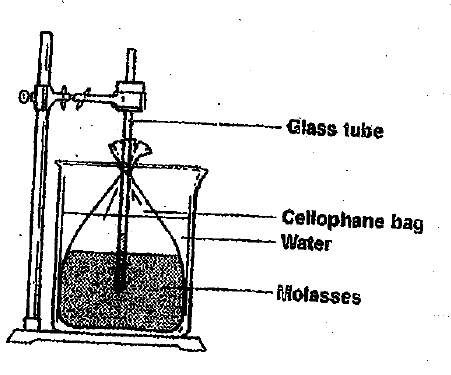 Glass tube
Cellophane bag
Water
Molasses